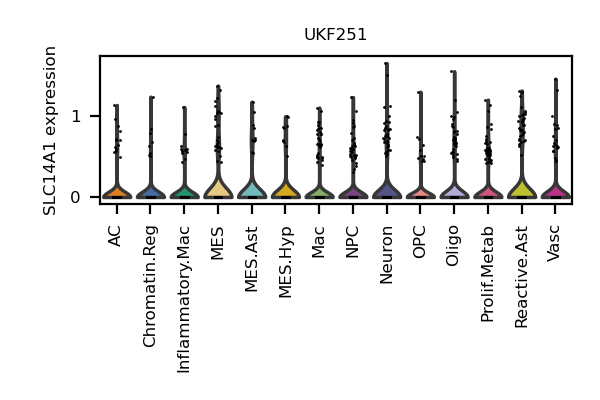 UKF251
SLC14A1 expression
1
0
AC
Chromatin.Reg
Inflammatory.Mac
MES
MES.Ast
MES.Hyp
Mac
NPC
Neuron
OPC
Oligo
Prolif.Metab
Reactive.Ast
Vasc